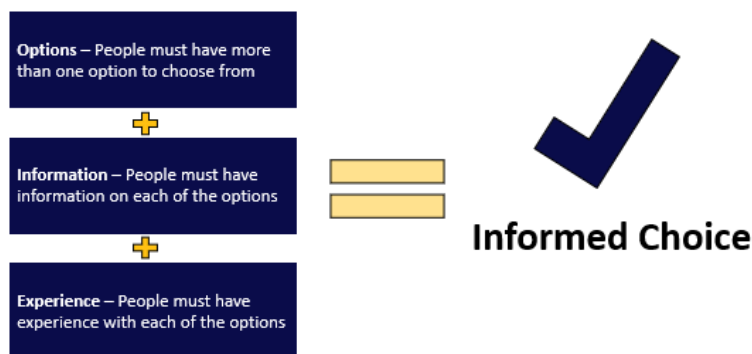 Options – People must have more
than one option to choose from
Information – People must have
information on each of the options
Experience – People must have
experience with each of the options
Informed Choice